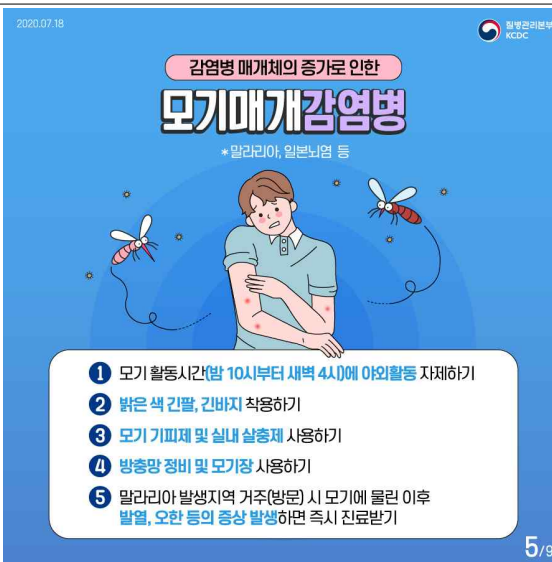 2020.07.18
질병관리본부
KCDC
감염병 매개체의 증가로 인한
모기매개감염병
*말라리아, 일본뇌염 등
1 모기 활동시간(밤 10시부터 새벽 4시)에 야외활동 자제하기
2 밝은 색 긴팔, 긴바지 착용하기
3 모기 기피제 및 실내 살충제 사용하기
4 방충망 정비 및 모기장 사용하기
5 말라리아 발생지역 거주(방문) 시 모기에 물린 이후
발열, 오한 등의 증상 발생하면 즉시 진료받기
5/9